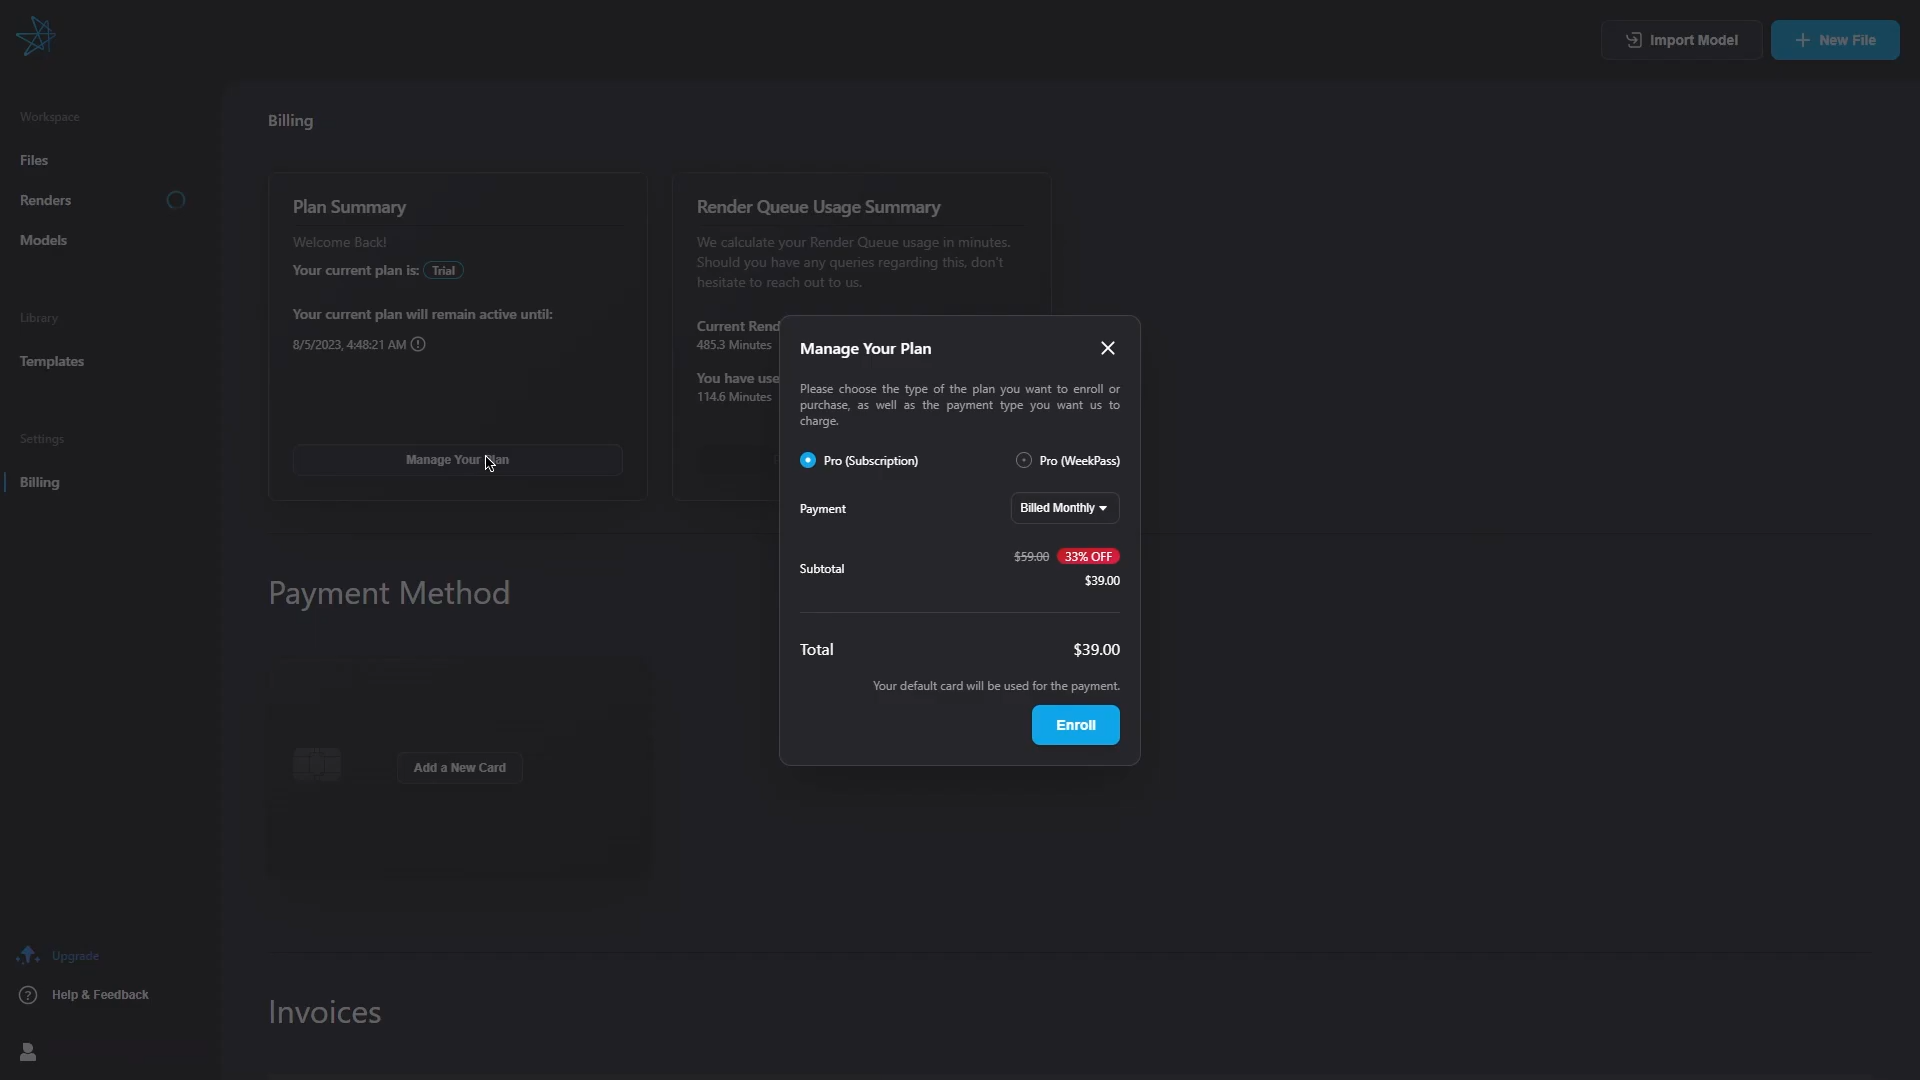 Import Model
New File
Workspace
Files
Renders
Models
Library
Templates
Settings
Billing
Upgrade
Help & Feedback
Billing
Plan Summary
Welcome Back!
Your current plan is: Trial
Your current plan will remain active until:
8/5/2023, 4:48:21 AM
Manage Your Plan
Render Queue Usage Summary
We calculate your Render Queue usage in minutes.
Should you have any queries regarding this, don't
hesitate to reach out to us.
Current Rend
485.3 Minutes
You have use
114.6 Minutes
Manage Your Plan
Please choose the type of the plan you want to enroll or
purchase, as well as the payment type you want us to
charge.
Pro (Subscription) Pro (WeekPass)
Payment Billed Monthly
$59.00 33% OFF
Subtotal
$39.00
Total $39.00
Your default card will be used for the payment.
Enroll
Payment Method
Add a New Card
Invoices